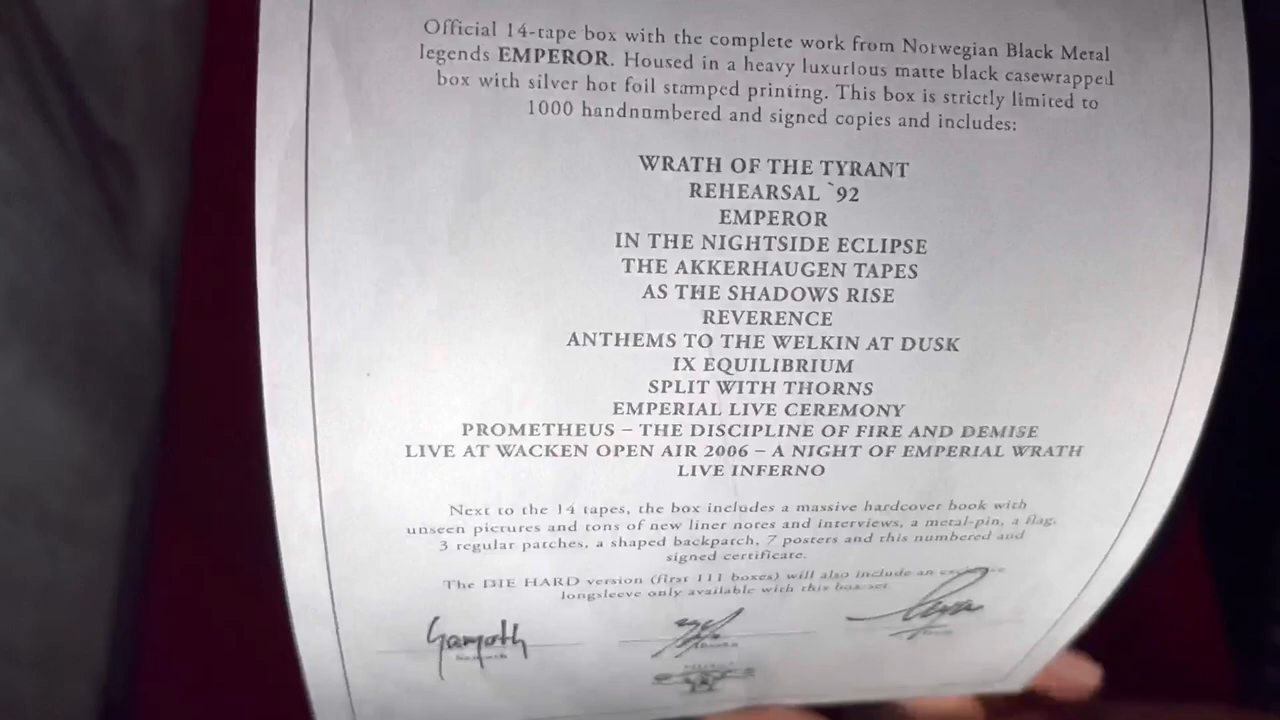 Official 14-tape box with the complete work from Norwegian Black Metal
legends EMPEROR. Housed in a heavy luxurious matte black casewrapped
box with silver hot foil stamped printing. This box is strictly limited to
1000 handnumbered and signed copies and includes:
WRATH OF THE TYRANT
REHEARSAL `92
EMPEROR
IN THE NIGHTSIDE ECLIPSE
THE AKKERHAUGEN TAPES
AS THE SHADOWS RISE
REVERENCE
ANTHEMS TO THE WELKIN AT DUSK
IX EQUILIBRIUM
SPLIT WITH THORNS
EMPERIAL LIVE CEREMONY
PROMETHEUS – THE DISCIPLINE OF FIRE AND DEMISE
LIVE AT WACKEN OPEN AIR 2006 – A NIGHT OF EMPERIAL WRATH
LIVE INFERNO
Next to the 14 tapes, the box includes a massive hardcover book with
unseen pictures and tons of new liner notes and interviews, a metal-pin, a flag,
3 regular patches, a shaped backpatch, 7 posters and this numbered and
signed certificate.
The DIE HARD version (first 111 boxes) will also include an
longsleeve only available with this box-set
Samoth